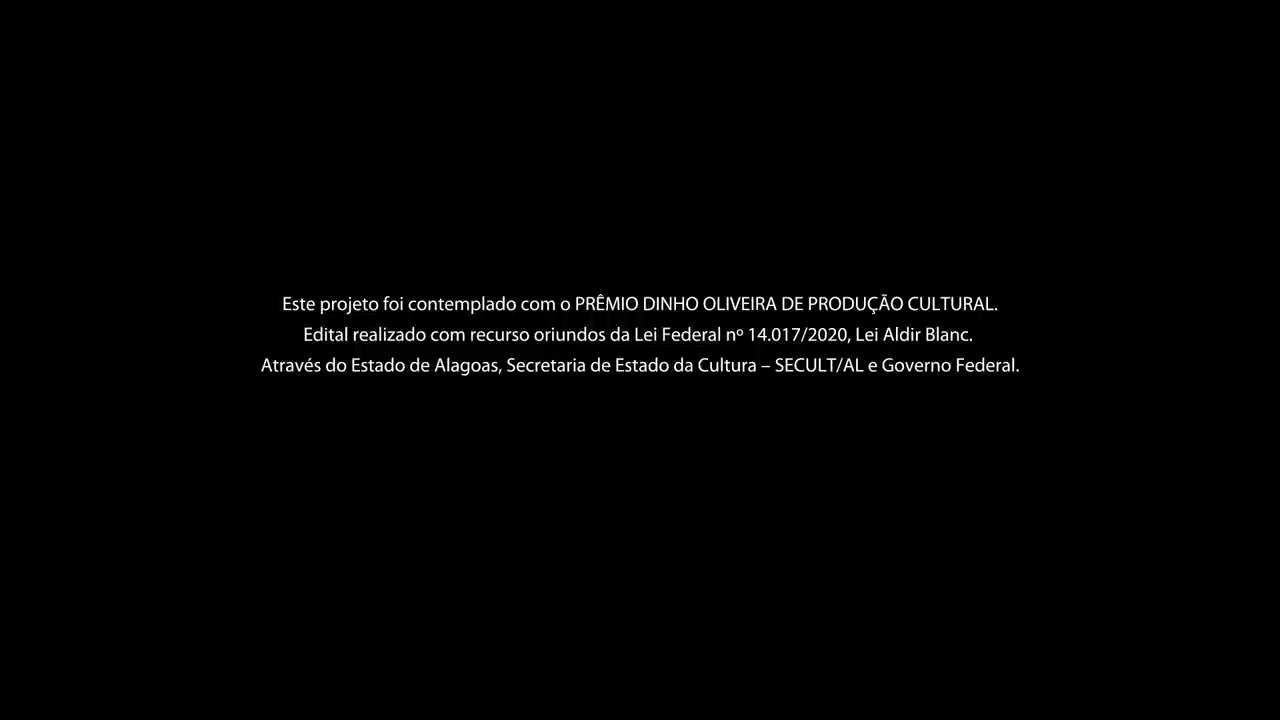 Este projeto foi contemplado com o PRÊMIO DINHO OLIVEIRA DE PRODUÇÃO CULTURAL.
Edital realizado com recurso oriundos da Lei Federal nº 14.017/2020, Lei Aldir Blanc.
Através do Estado de Alagoas, Secretaria de Estado da Cultura – SECULT/AL e Governo Federal.